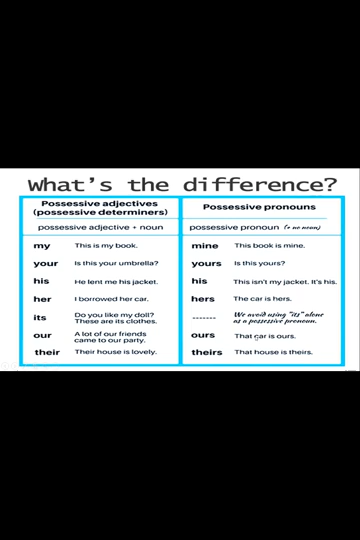 what's the difference?
Possessive adjectives
(possessive determiners)
possessive adjective + noun
my This is my book.
your Is this your umbrella?
his He lent me his jacket.
her I borrowed her car.
its Do you like my doll?
These are its clothes.
our A lot of our friends
came to our party.
their Their house is lovely.
Possessive pronouns
possessive pronoun (+ no noun)
mine This book is mine.
yours Is this yours?
his This isn't my jacket. It's his.
hers The car is hers.
------- We avoid using "its" alone
as a possessive pronoun.
ours That car is ours.
theirs That house is theirs.